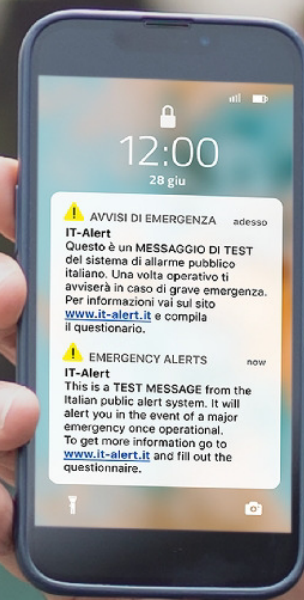 12:00
28 giu
AVVISI DI EMERGENZA adesso
IT-Alert
Questo è un MESSAGGIO DI TEST
del sistema di allarme pubblico
italiano. Una volta operativo ti
avviserà in caso di grave emergenza.
Per informazioni vai sul sito
www.it-alert.it e compila
il questionario.
EMERGENCY ALERTS now
IT-Alert
This is a TEST MESSAGE from the
Italian public alert system. It will
alert you in the event of a major
emergency once operational.
To get more information go to
www.it-alert.it and fill out the
questionnaire.